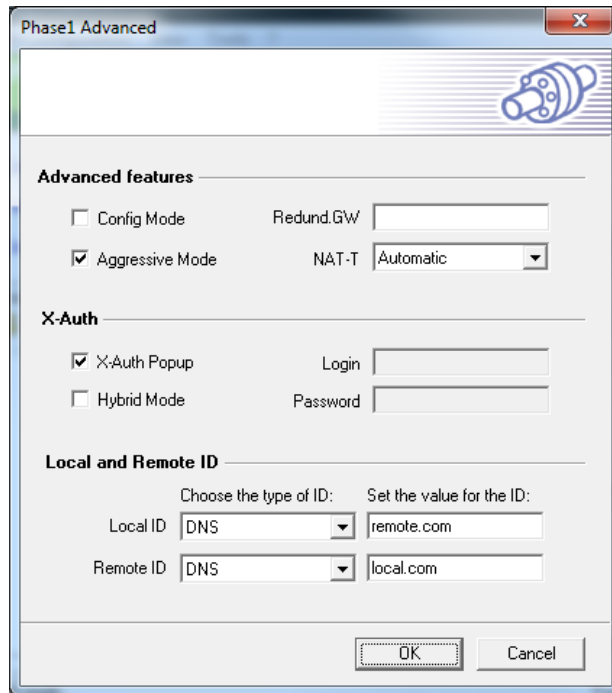 Phase1 Advanced
Advanced features
Config Mode
Redund.GW
Aggressive Mode
NAT-T
Automatic
X-Auth
X-Auth Popup
Login
Hybrid Mode
Password
Local and Remote ID
Choose the type of ID:
Set the value for the ID:
Local ID
DNS
remote.com
Remote ID
DNS
local.com
OK
Cancel